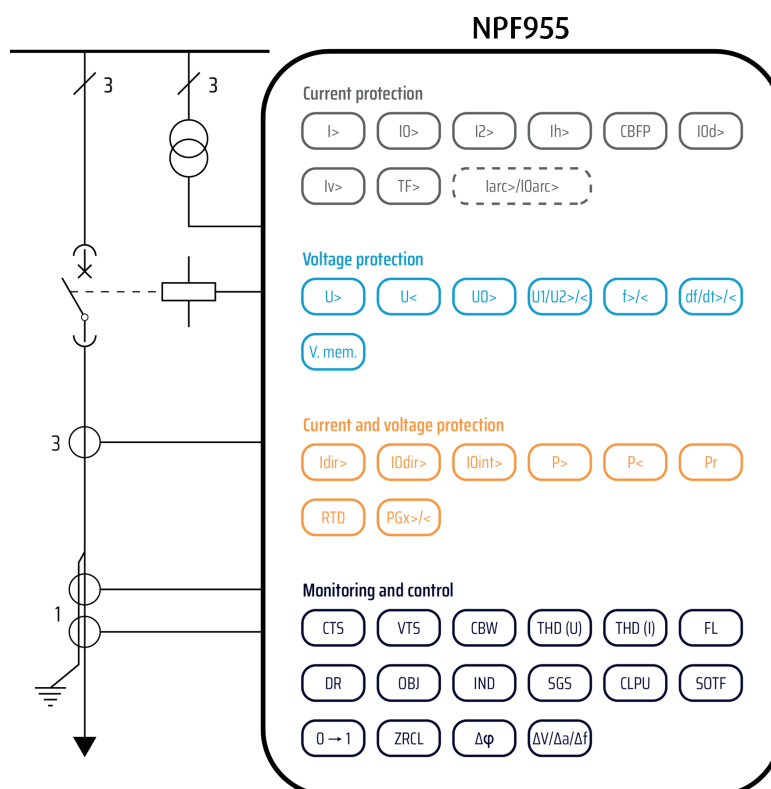 NPF955
3 3
Current protection
I> I0> I2> Ih> CBFP I0d>
Iv> TF> Iarc>/I0arc>
Voltage protection
U> U< U0> U1/U2>/< f>/< df/dt>/<
V. mem.
Current and voltage protection
3 Idir> I0dir> I0int> P> P< Pr
RTD PGx>/<
Monitoring and control
1 CTS VTS CBW THD (U) THD (I) FL
DR OBJ IND SGS CLPU SOTF
0 → 1 ZRCL Δφ ΔV/Δa/Δf